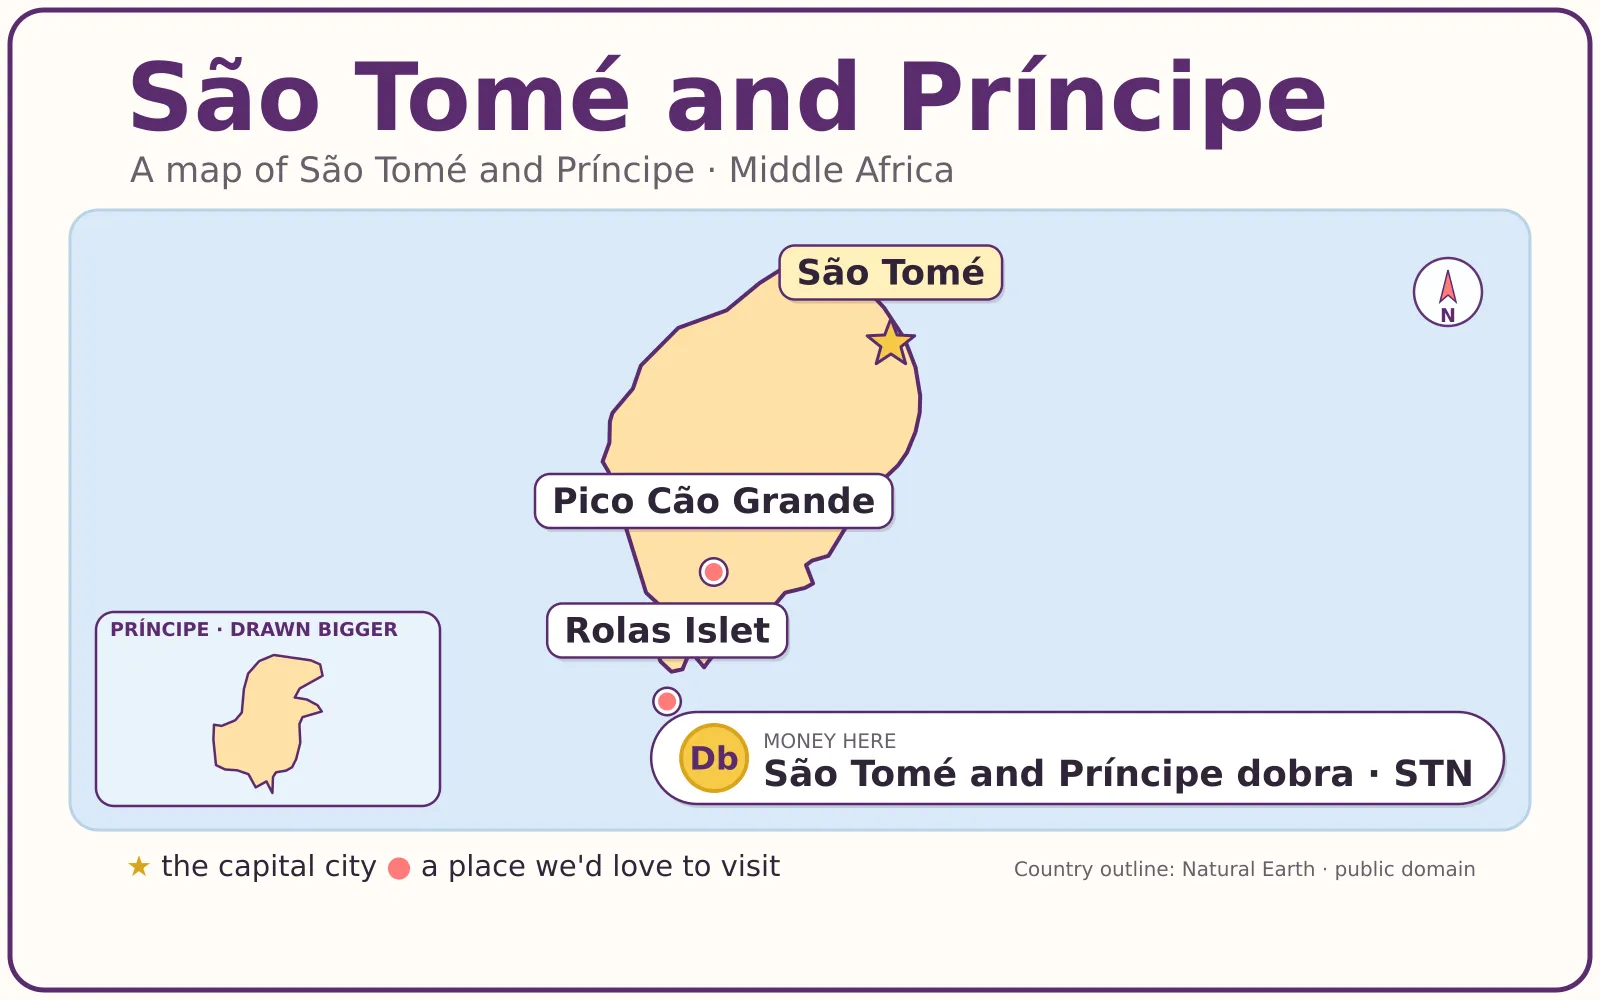 São Tomé and Príncipe
A map of São Tomé and Príncipe · Middle Africa
São Tomé
N
Pico Cão Grande
Rolas Islet
PRÍNCIPE · DRAWN BIGGER
Db
MONEY HERE
São Tomé and Príncipe dobra · STN
★ the capital city ● a place we'd love to visit
Country outline: Natural Earth · public domain